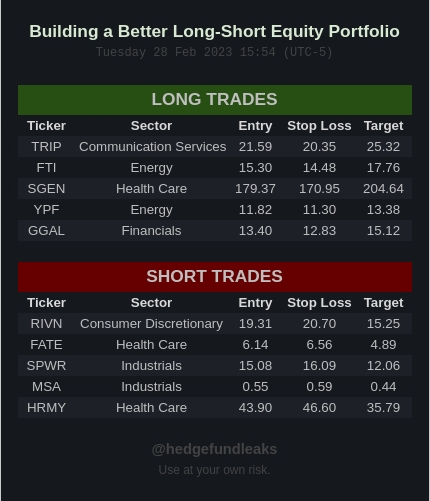 Building a Better Long-Short Equity Portfolio
Tuesday 28 Feb 2023 15:54 (UTC-5)
LONG TRADES
Ticker Sector Entry Stop Loss Target
TRIP Communication Services 21.59 20.35 25.32
FTI Energy 15.30 14.48 17.76
SGEN Health Care 179.37 170.95 204.64
YPF Energy 11.82 11.30 13.38
GGAL Financials 13.40 12.83 15.12
SHORT TRADES
Ticker Sector Entry Stop Loss Target
RIVN Consumer Discretionary 19.31 20.70 15.25
FATE Health Care 6.14 6.56 4.89
SPWR Industrials 15.08 16.09 12.06
MSA Industrials 0.55 0.59 0.44
HRMY Health Care 43.90 46.60 35.79
@hedgefundleaks
Use at your own risk.